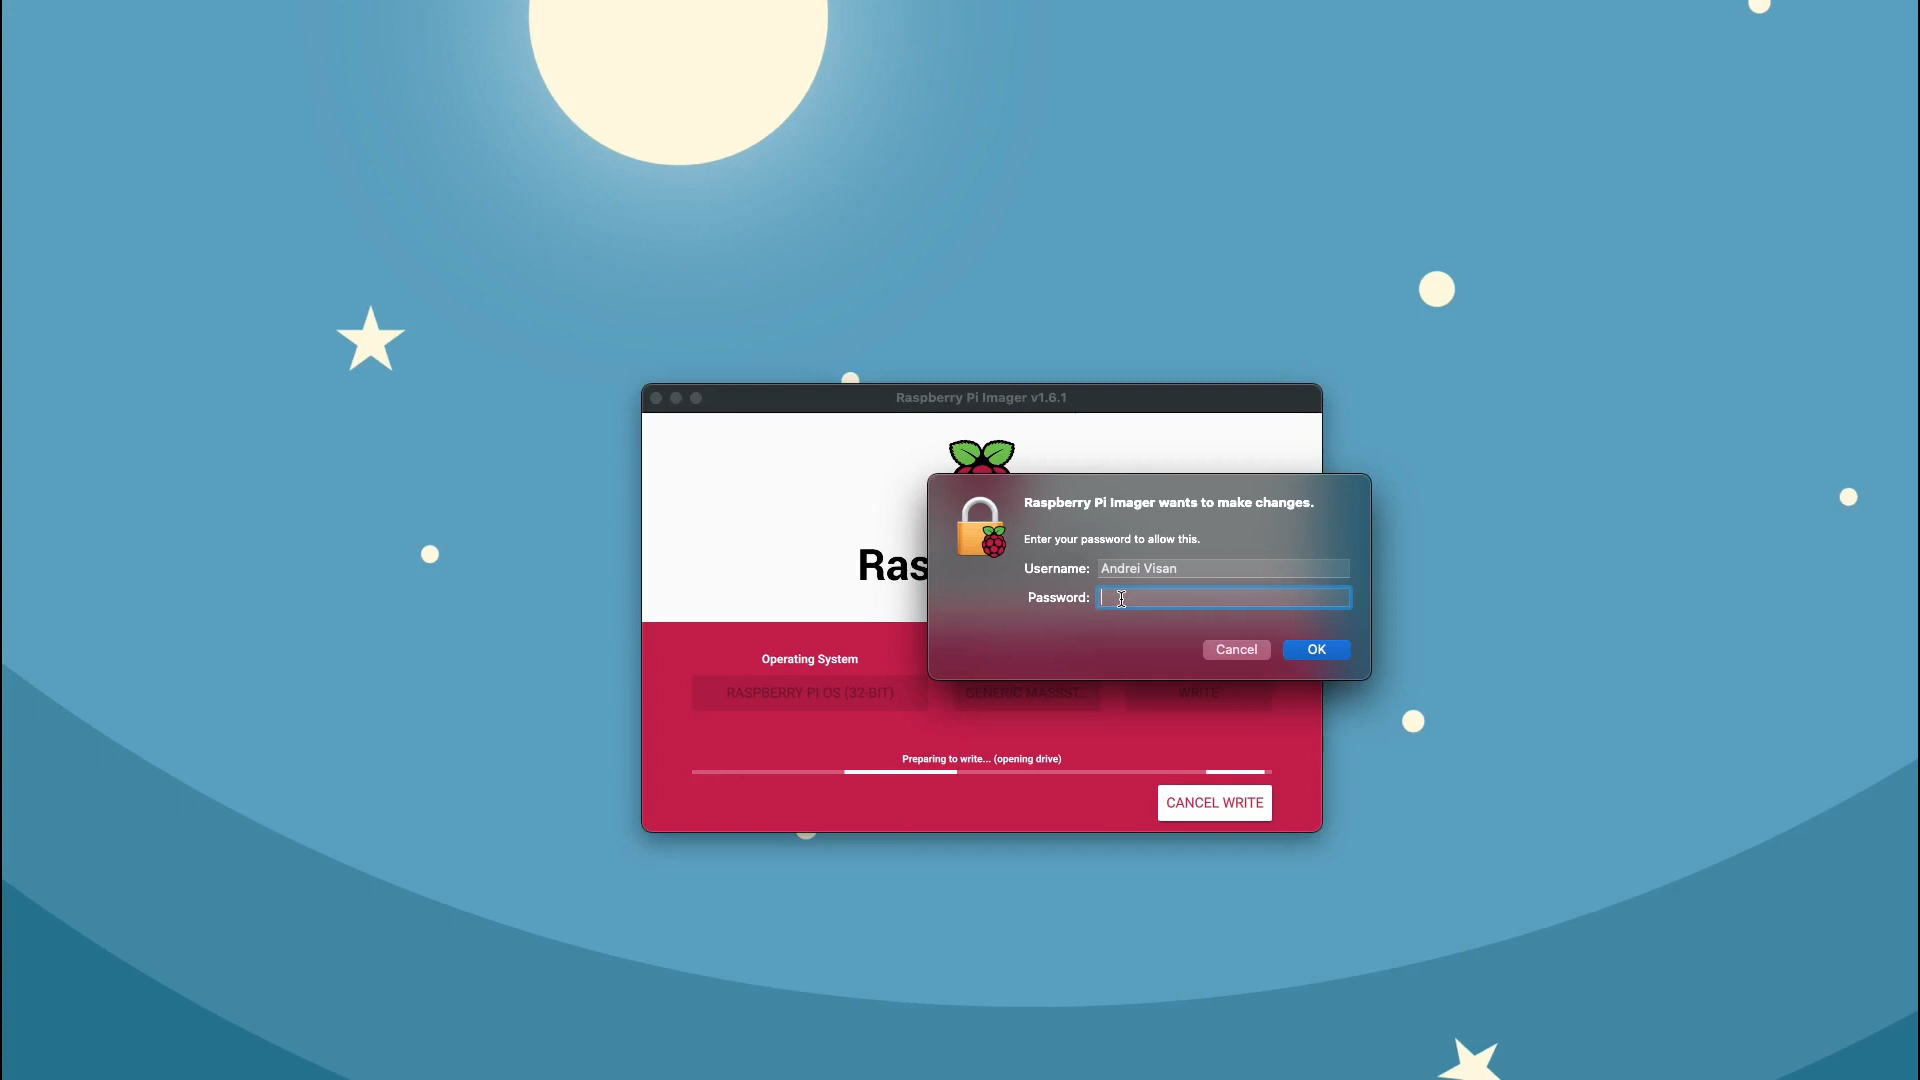 Raspberry Pi Imager v1.6.1
Raspberry Pi Imager wants to make changes.
Enter your password to allow this.
Username: Andrei Visan
Password:
Cancel OK
Ras
Operating System
RASPBERRY PI OS (32-BIT) GENERIC MASSST... WRITE
Preparing to write... (opening drive)
CANCEL WRITE